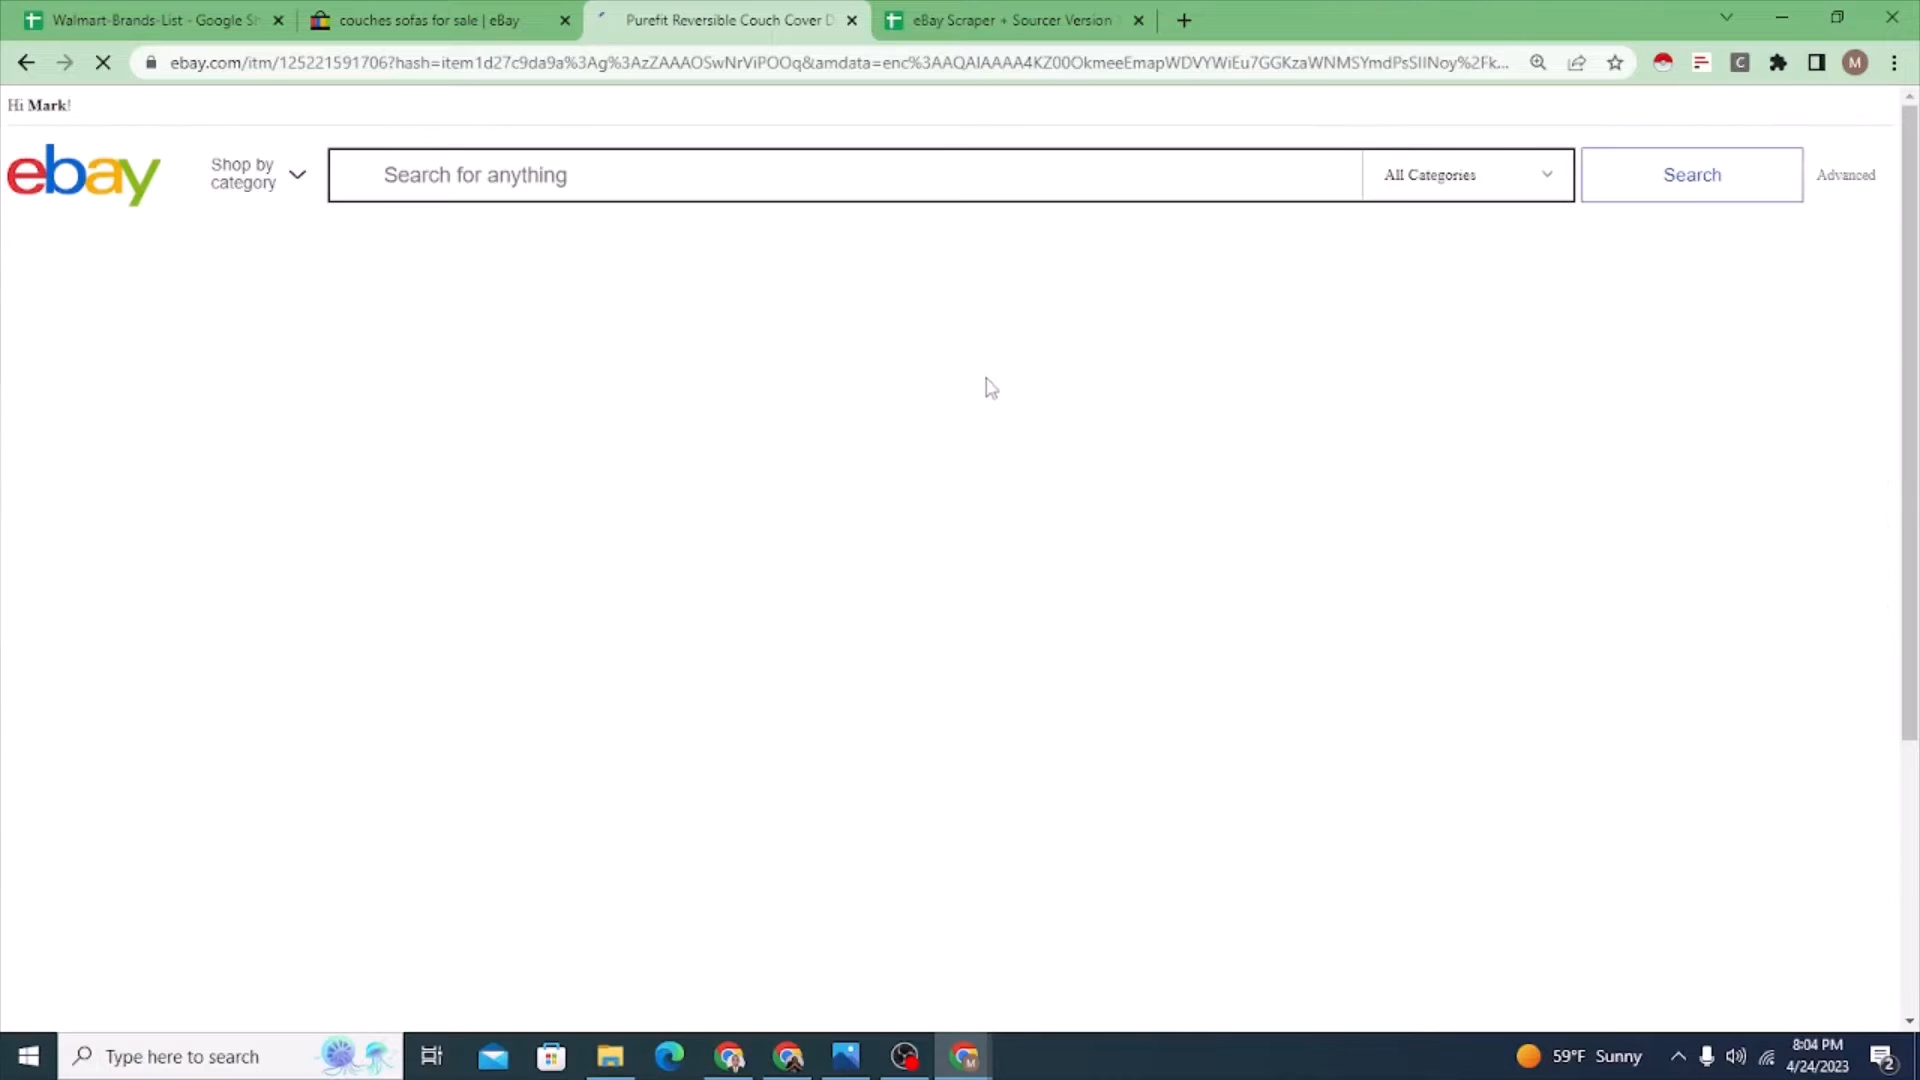 Walmart-Brands-List - Google Sh
couches sofas for sale | eBay
Purefit Reversible Couch Cover D
eBay Scraper + Sourcer Version
ebay.com/itm/125221591706?hash=item1d27c9da9a%3Ag%3AzZAAAOSwNrViPOOq&amdata=enc%3AAQAIAAAA4KZ00OkmeeEmapWDVYWiEu7GGKzaWNMSYmdPsSIINoy%2Fk...
C
M
Hi Mark!
ebay
Shop by
category
Search for anything
All Categories
Search
Advanced
Type here to search
M
59°F Sunny
8:04 PM
4/24/2023
2